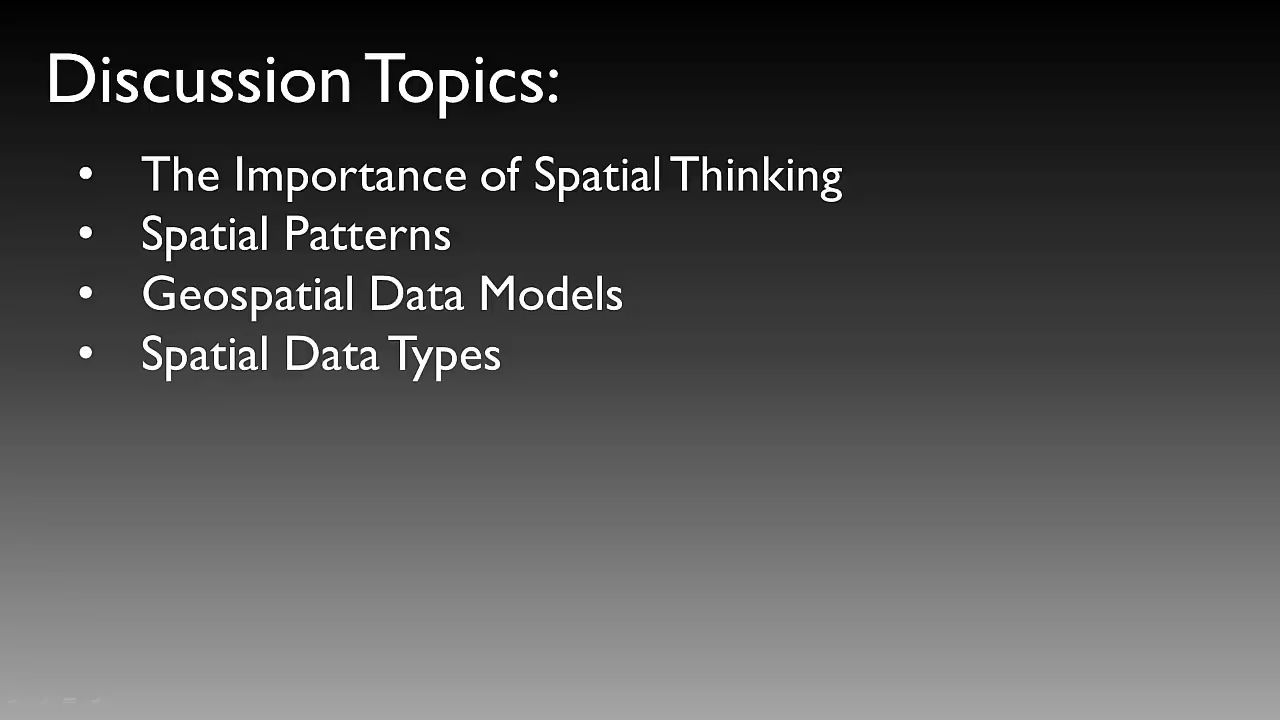 Discussion Topics:
• The Importance of Spatial Thinking
• Spatial Patterns
• Geospatial Data Models
• Spatial Data Types